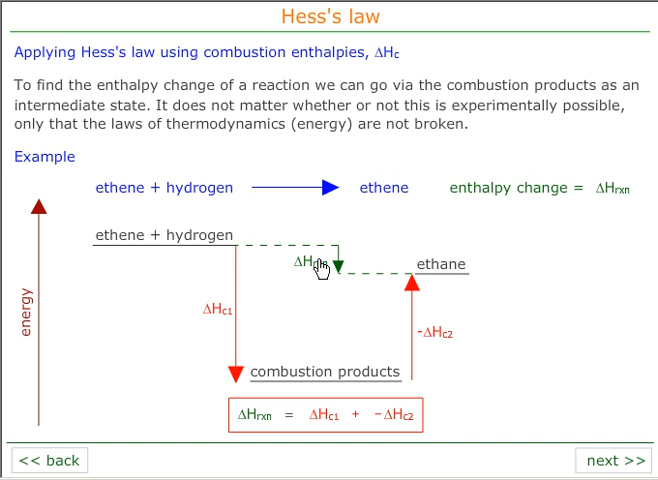 Hess's law
Applying Hess's law using combustion enthalpies, ΔHc
To find the enthalpy change of a reaction we can go via the combustion products as an
intermediate state. It does not matter whether or not this is experimentally possible,
only that the laws of thermodynamics (energy) are not broken.
Example
ethene + hydrogen ethene enthalpy change = ΔHrxn
ethene + hydrogen
ethane
energy
ΔHc1
-ΔHc2
combustion products
ΔHrxn = ΔHc1 + -ΔHc2
<< back next >>